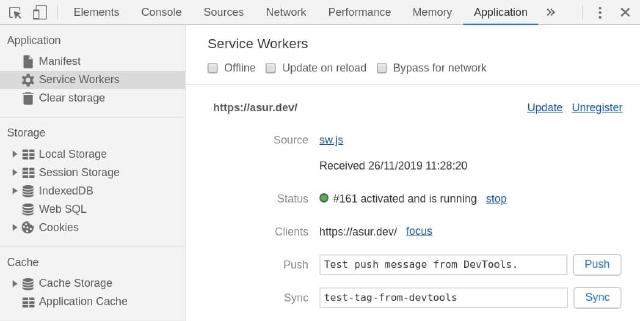 Elements Console Sources Network Performance Memory Application »
Application
Manifest
Service Workers
Clear storage
Storage
Local Storage
Session Storage
IndexedDB
Web SQL
Cookies
Cache
Cache Storage
Application Cache
Service Workers
Offline Update on reload Bypass for network
https://asur.dev/ Update Unregister
Source sw.js
Received 26/11/2019 11:28:20
Status #161 activated and is running stop
Clients https://asur.dev/ focus
Push Test push message from DevTools. Push
Sync test-tag-from-devtools Sync